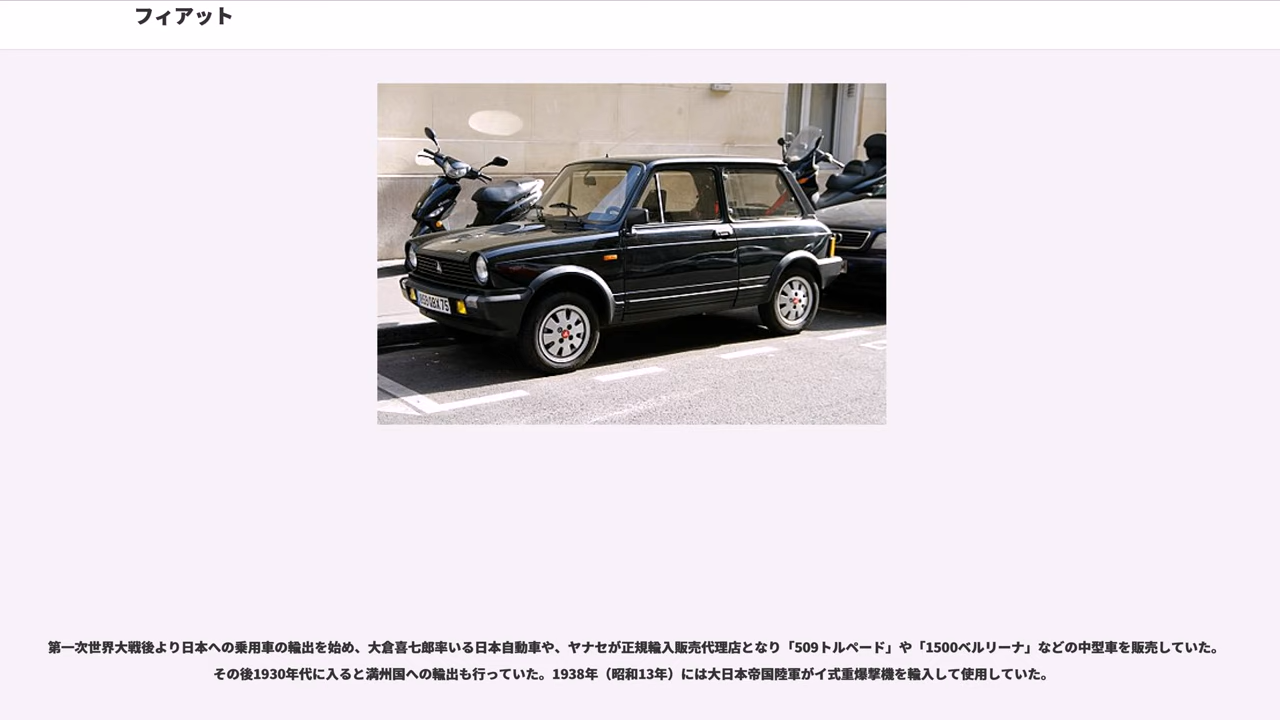 フィアット
第一次世界大戦後より日本への乗用車の輸出を始め、大倉喜七郎率いる日本自動車や、ヤナセが正規輸入販売代理店となり「509トルペード」や「1500ベルリーナ」などの中型車を販売していた。
その後1930年代に入ると満州国への輸出も行っていた。1938年（昭和13年）には大日本帝国陸軍がイ式重爆撃機を輸入して使用していた。